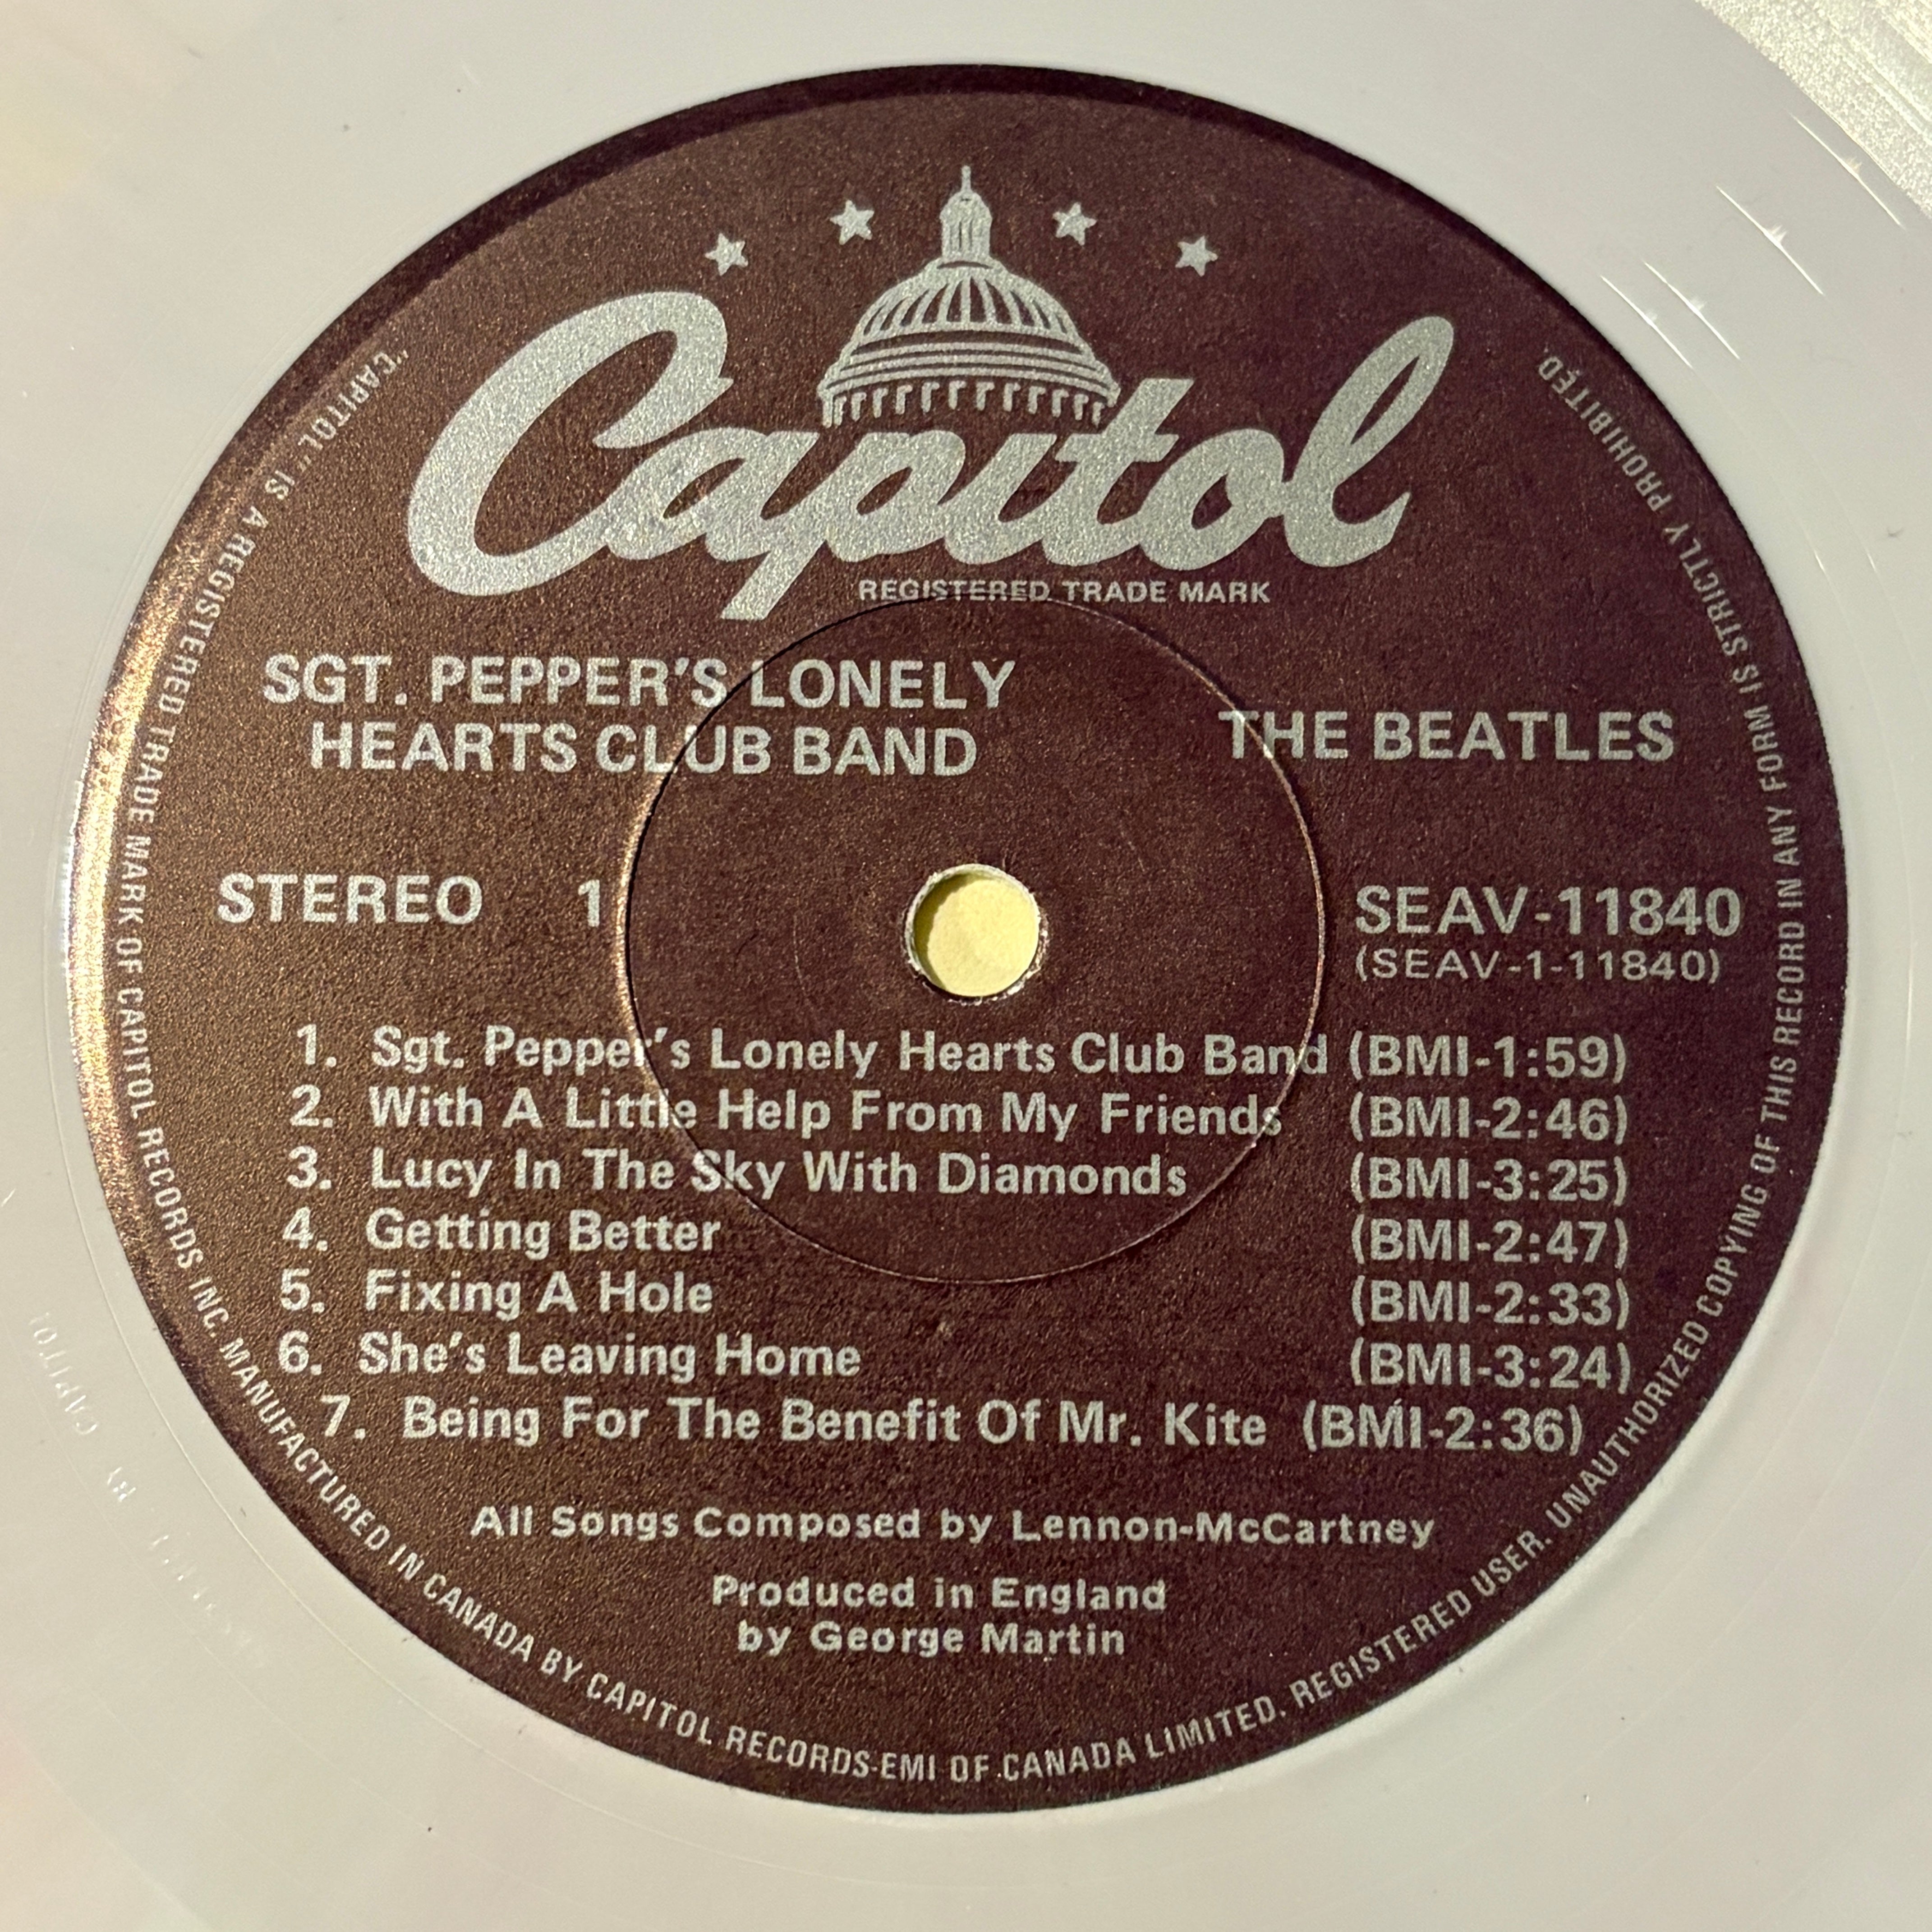 Capitol
REGISTERED TRADE MARK
SGT. PEPPER'S LONELY
HEARTS CLUB BAND
THE BEATLES
STEREO 1
SEAV-11840
(SEAV-1-11840)
1. Sgt. Pepper's Lonely Hearts Club Band (BMI-1:59)
2. With A Little Help From My Friends (BMI-2:46)
3. Lucy In The Sky With Diamonds (BMI-3:25)
4. Getting Better (BMI-2:47)
5. Fixing A Hole (BMI-2:33)
6. She's Leaving Home (BMI-3:24)
7. Being For The Benefit Of Mr. Kite (BMI-2:36)
All Songs Composed by Lennon-McCartney
Produced in England
by George Martin
"CAPITOL" IS A REGISTERED TRADE MARK OF CAPITOL RECORDS INC. MANUFACTURED IN CANADA BY CAPITOL RECORDS-EMI OF CANADA LIMITED. REGISTERED USER. UNAUTHORIZED COPYING OF THIS RECORD IN ANY FORM IS STRICTLY PROHIBITED.
CAPITOL